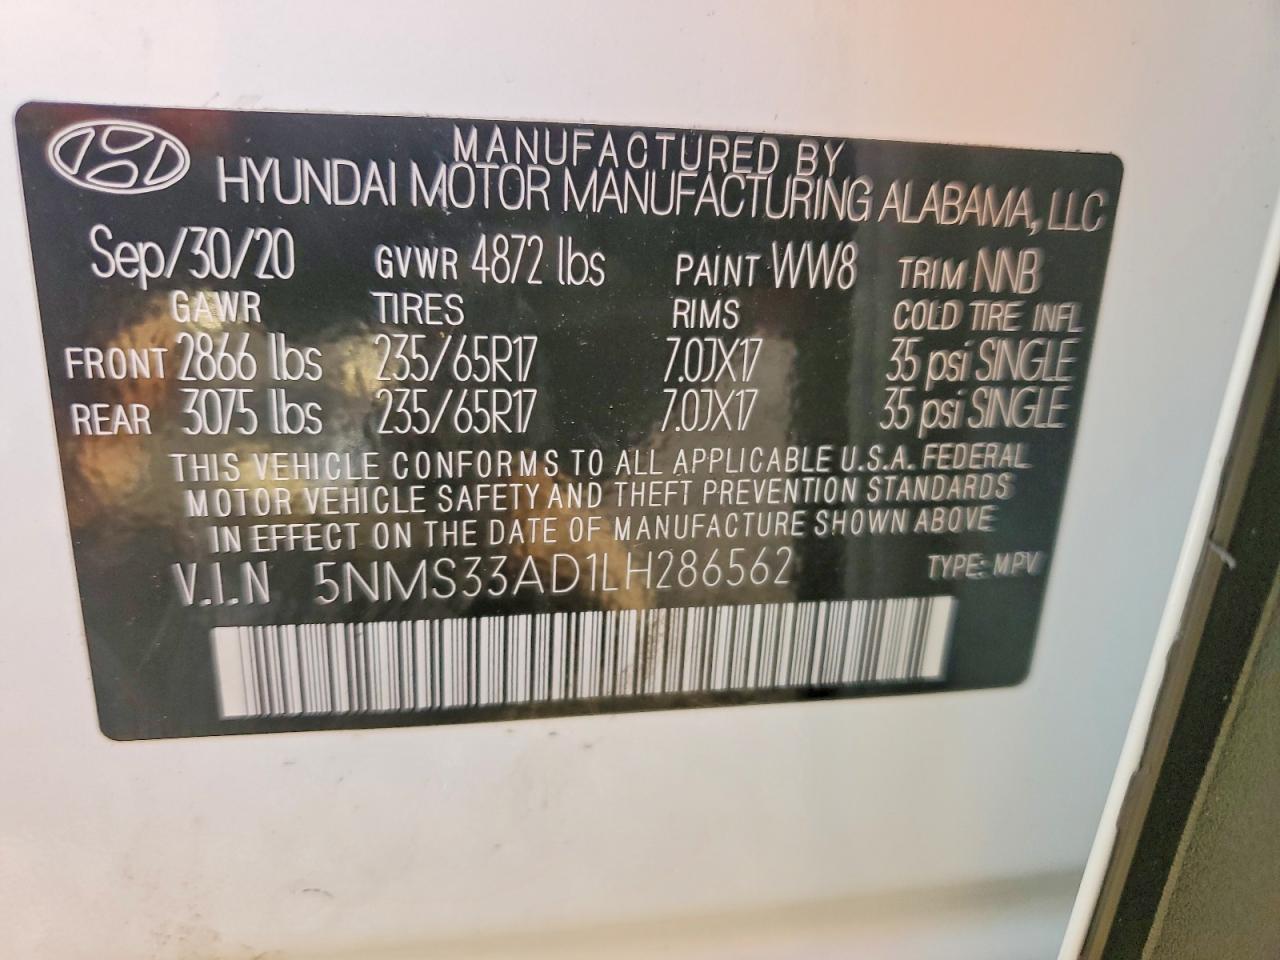 MANUFACTURED BY
HYUNDAI MOTOR MANUFACTURING ALABAMA, LLC
Sep/30/20 GVWR 4872 lbs PAINT WW8 TRIM NNB
GAWR TIRES RIMS COLD TIRE INFL
FRONT 2866 lbs 235/65R17 7.0JX17 35 psi SINGLE
REAR 3075 lbs 235/65R17 7.0JX17 35 psi SINGLE
THIS VEHICLE CONFORMS TO ALL APPLICABLE U.S.A. FEDERAL
MOTOR VEHICLE SAFETY AND THEFT PREVENTION STANDARDS
IN EFFECT ON THE DATE OF MANUFACTURE SHOWN ABOVE
V.I.N 5NMS33AD1LH286562 TYPE: MPV